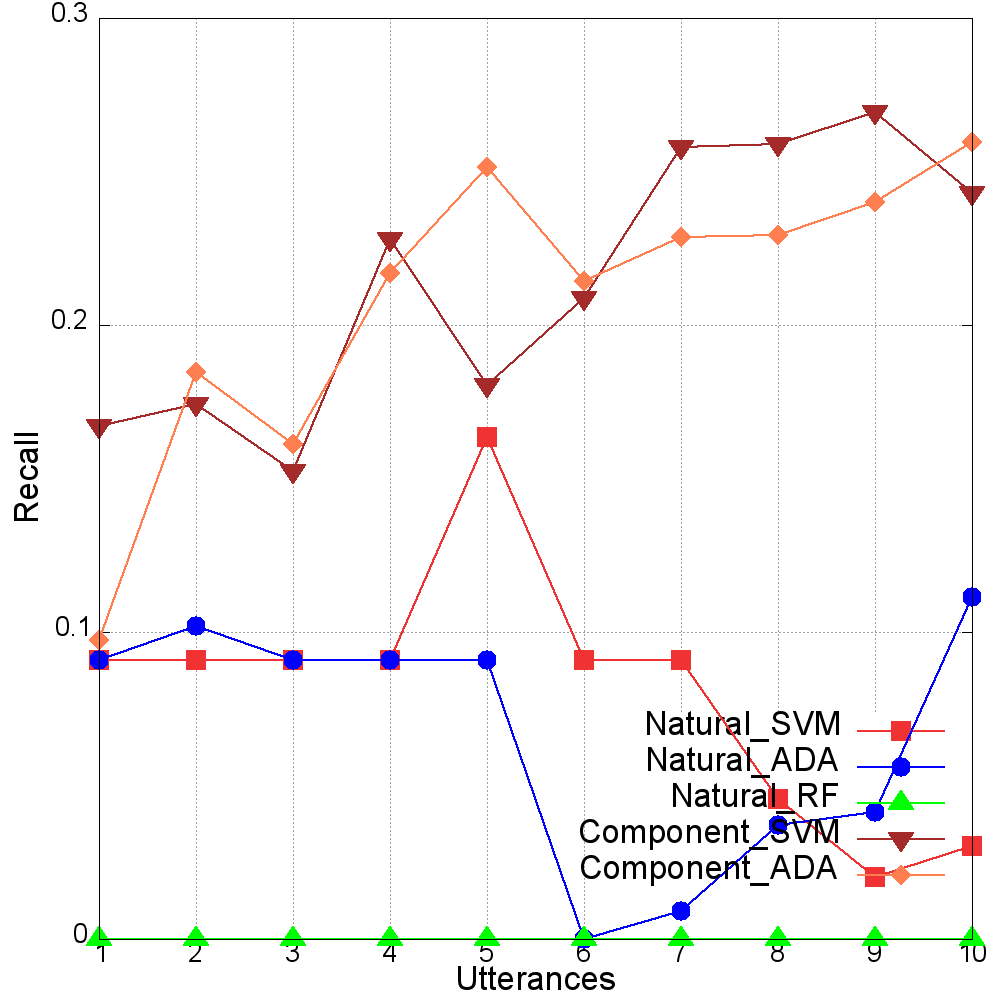 0.3
0.2
0.1
0
Recall
Natural_SVM
Natural_ADA
Natural_RF
Component_SVM
Component_ADA
1 2 3 4 5 6 7 8 9 10
Utterances